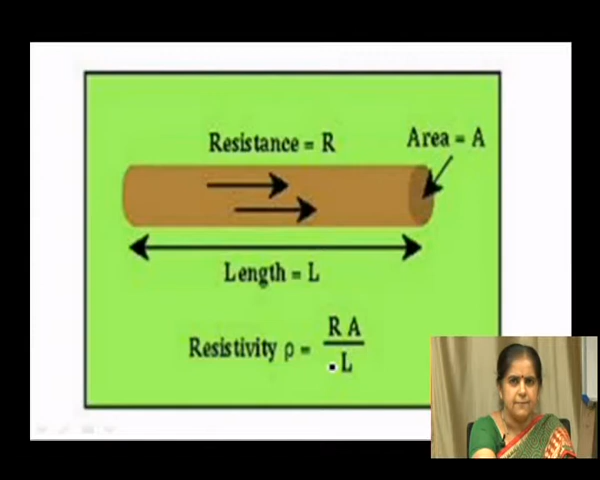 Resistance = R
Area = A
Length = L
Resistivity ρ = R A / L